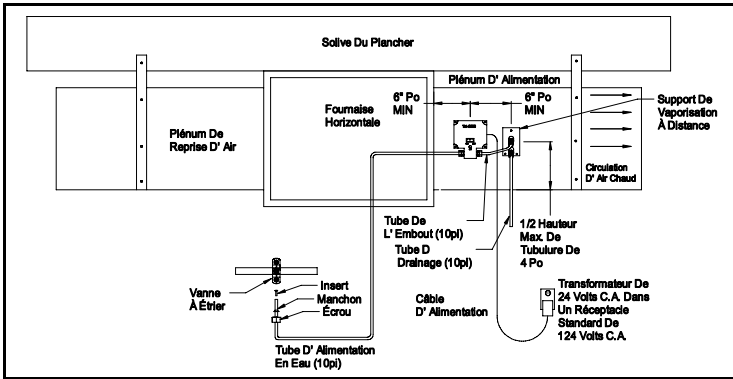 Solive Du Plancher
Plénum D' Alimentation
6" Po
MIN
6" Po
MIN
Fournaise
Horizontale
Support De
Vaporisation
À Distance
Plénum De
Reprise D' Air
Circulation
D' Air Chaud
Tube De
L' Embout (10pi)
Tube D
Drainage (10pi)
1/2 Hauteur
Max. De
Tubulure De
4 Po
Vanne
À Étrier
Insert
Manchon
Écrou
Câble
D' Alimentation
Transformateur De
24 Volts C.A. Dans
Un Réceptacle
Standard De
124 Volts C.A.
Tube D' Alimentation
En Eau (10pi)